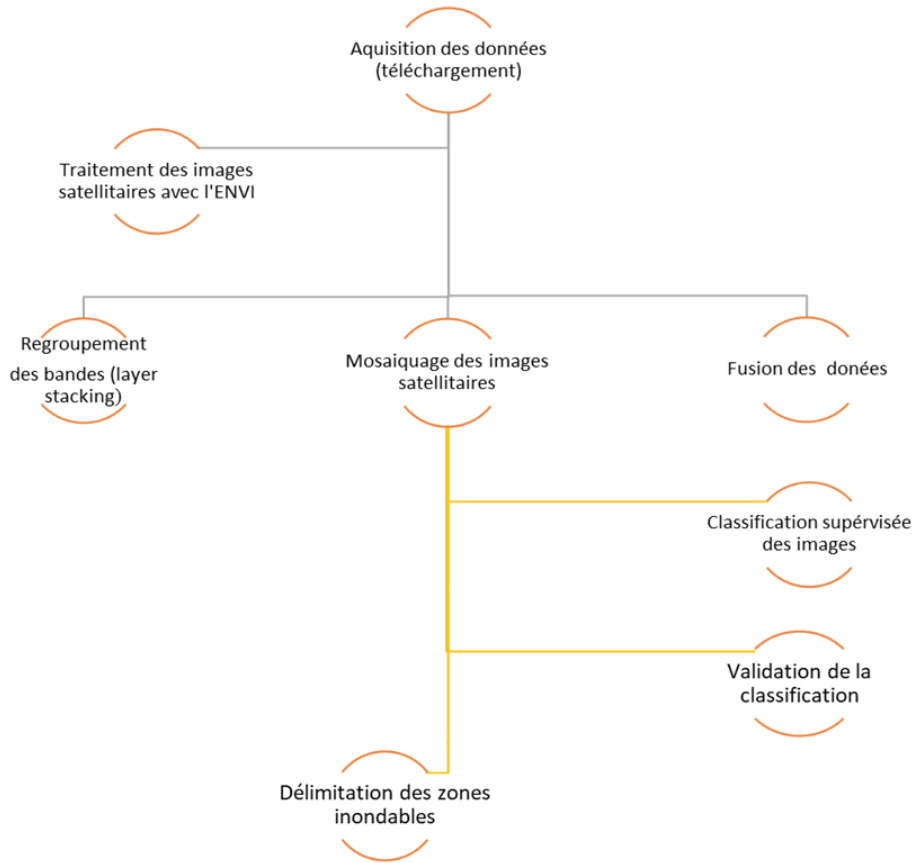 Aquisition des données
(téléchargement)
Traitement des images
satellitaires avec l'ENVI
Regroupement
des bandes (layer
stacking)
Mosaiquage des images
satellitaires
Fusion des donées
Classification supérvisée
des images
Validation de la
classification
Délimitation des zones
inondables